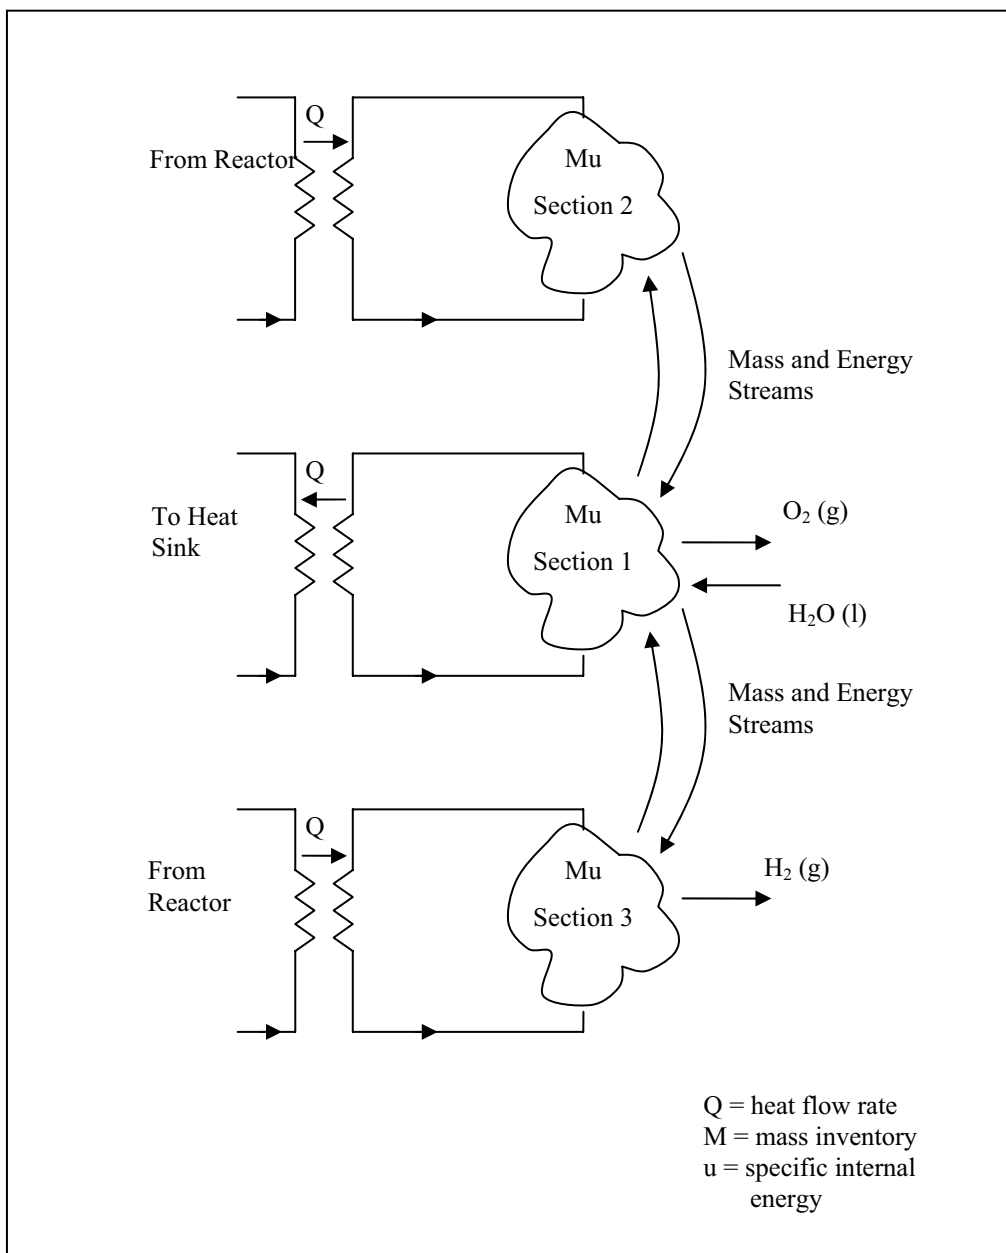 Q
From Reactor
Mu
Section 2
Mass and Energy
Streams
Q
To Heat
Sink
Mu
Section 1
O₂ (g)
H₂O (l)
Mass and Energy
Streams
Q
From
Reactor
Mu
Section 3
H₂ (g)
Q = heat flow rate
M = mass inventory
u = specific internal
energy